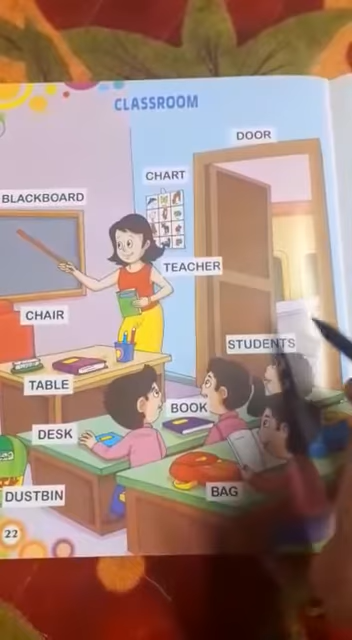 CLASSROOM
DOOR
CHART
BLACKBOARD
TEACHER
CHAIR
STUDENTS
TABLE
BOOK
DESK
BAG
DUSTBIN
22